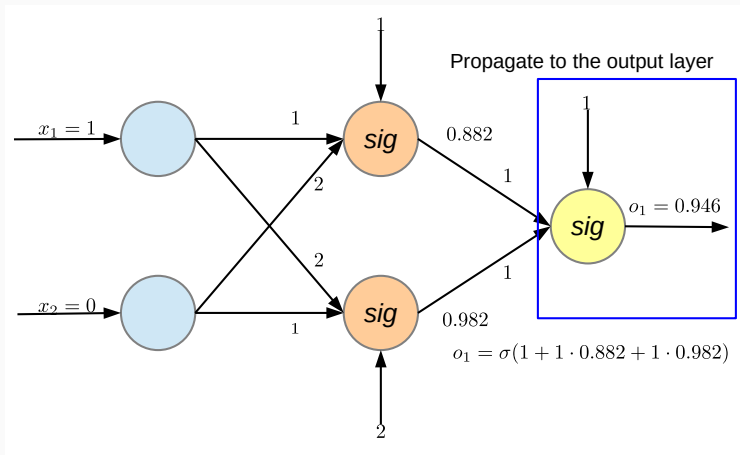 1
Propagate to the output layer
x₁ = 1
1
sig
0.882
1
2
1
o₁ = 0.946
sig
2
1
x₂ = 0
1
sig
0.982
o₁ = σ(1 + 1 · 0.882 + 1 · 0.982)
2